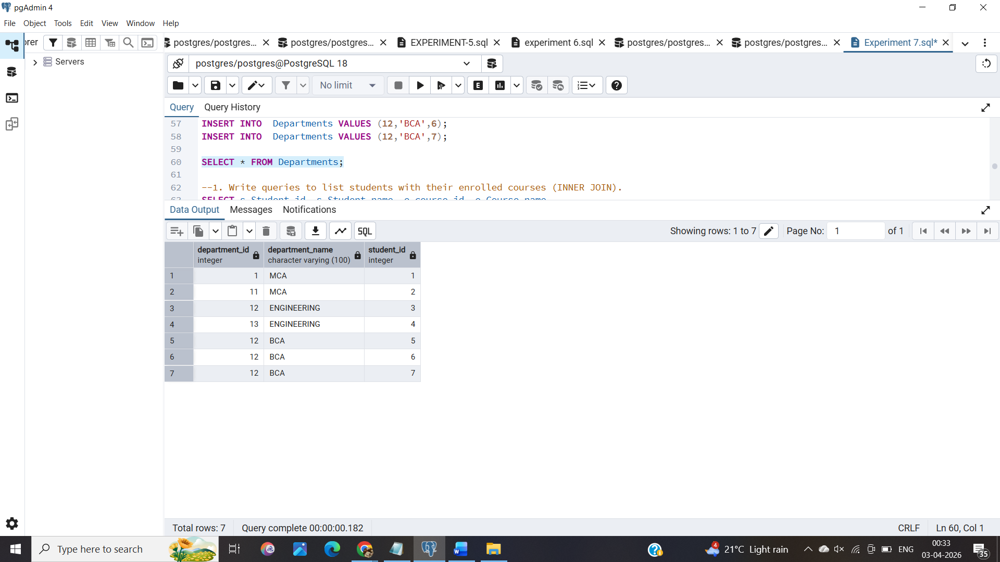 pgAdmin 4
File Object Tools Edit View Window Help
orer
postgres/postgres... postgres/postgres... EXPERIMENT-5.sql experiment 6.sql postgres/postgres... postgres/postgres... Experiment 7.sql*
Servers
postgres/postgres@PostgreSQL 18
No limit
E
Query Query History
57 INSERT INTO  Departments VALUES (12,'BCA',6);
58 INSERT INTO  Departments VALUES (12,'BCA',7);
59
60 SELECT * FROM Departments;
61
62 --1. Write queries to list students with their enrolled courses (INNER JOIN).
Data Output Messages Notifications
SQL
Showing rows: 1 to 7 Page No: 1 of 1
department_id department_name student_id
integer character varying (100) integer
1 1 MCA 1
2 11 MCA 2
3 12 ENGINEERING 3
4 13 ENGINEERING 4
5 12 BCA 5
6 12 BCA 6
7 12 BCA 7
Total rows: 7 Query complete 00:00:00.182 CRLF Ln 60, Col 1
Type here to search 4 21°C Light rain ENG 00:33
03-04-2026 35